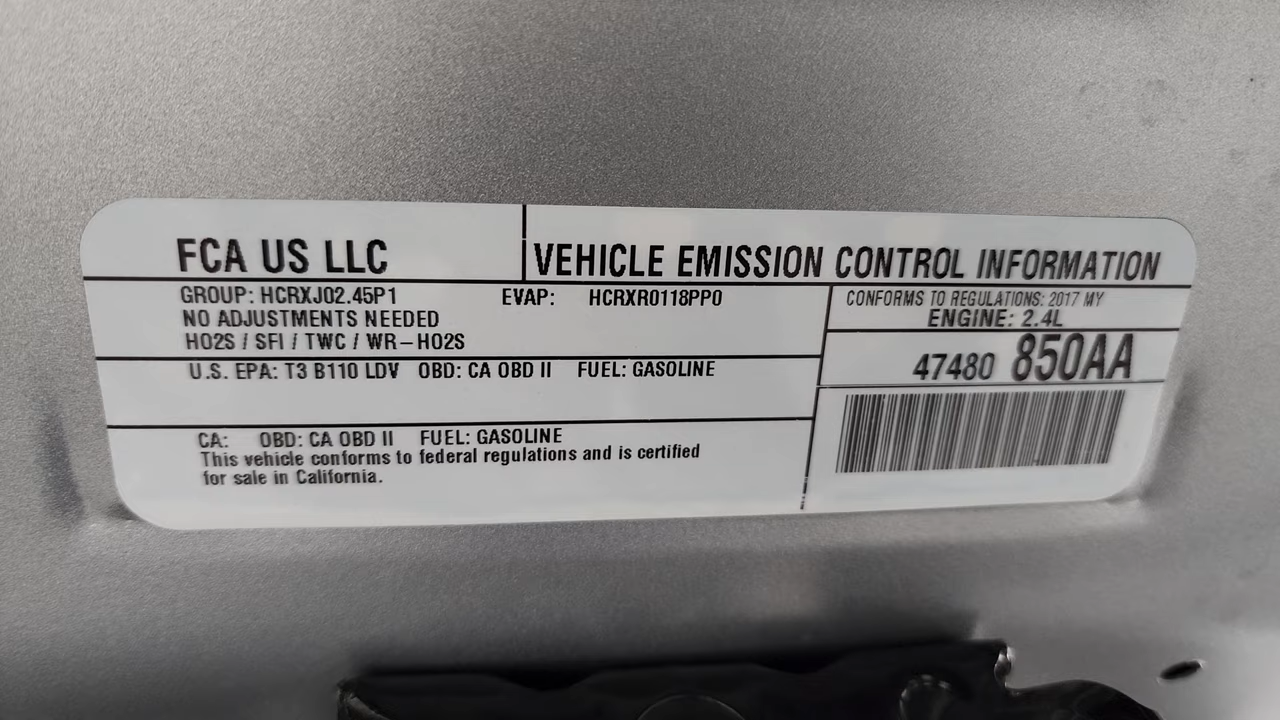 FCA US LLC
VEHICLE EMISSION CONTROL INFORMATION
GROUP: HCRXJ02.45P1 EVAP: HCRXR0118PP0
NO ADJUSTMENTS NEEDED
HO2S / SFI / TWC / WR-HO2S
CONFORMS TO REGULATIONS: 2017 MY
ENGINE: 2.4L
47480 850AA
U.S. EPA: T3 B110 LDV OBD: CA OBD II FUEL: GASOLINE
CA: OBD: CA OBD II FUEL: GASOLINE
This vehicle conforms to federal regulations and is certified
for sale in California.